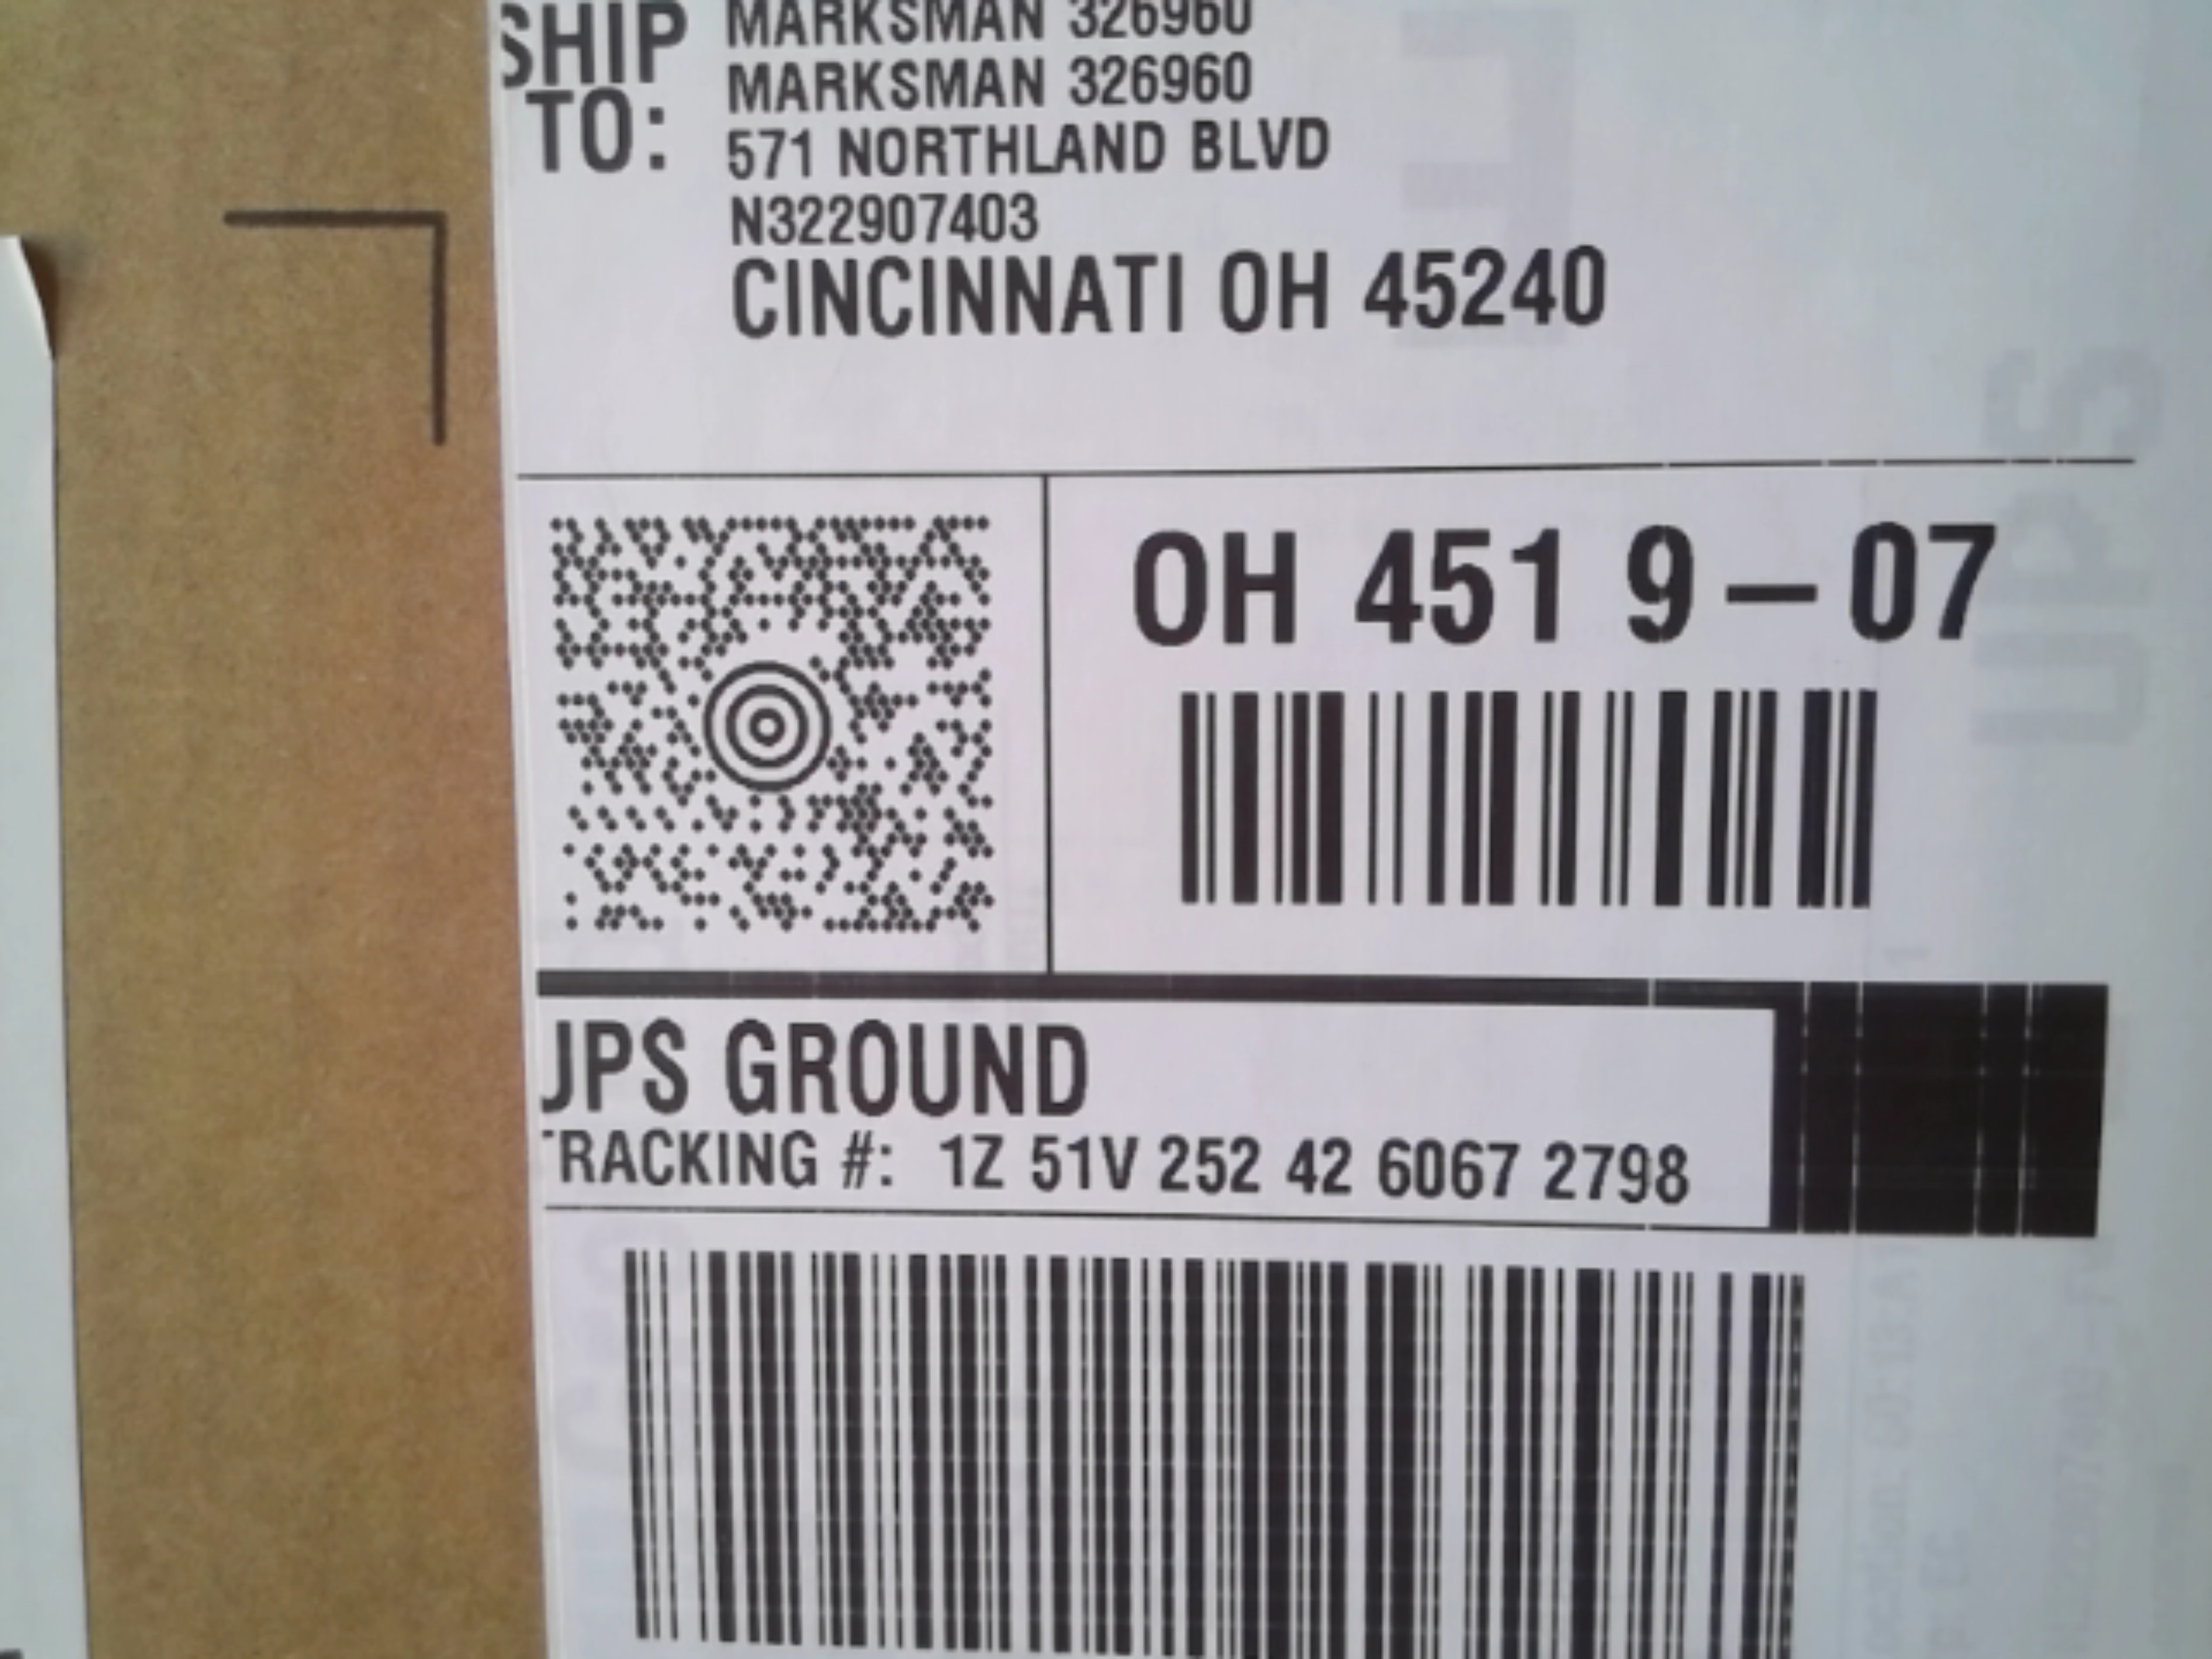 SHIP
TO:
MARKSMAN 326960
MARKSMAN 326960
571 NORTHLAND BLVD
N322907403
CINCINNATI OH 45240
OH 451 9-07
UPS
JPS GROUND
TRACKING #: 1Z 51V 252 42 6067 2798